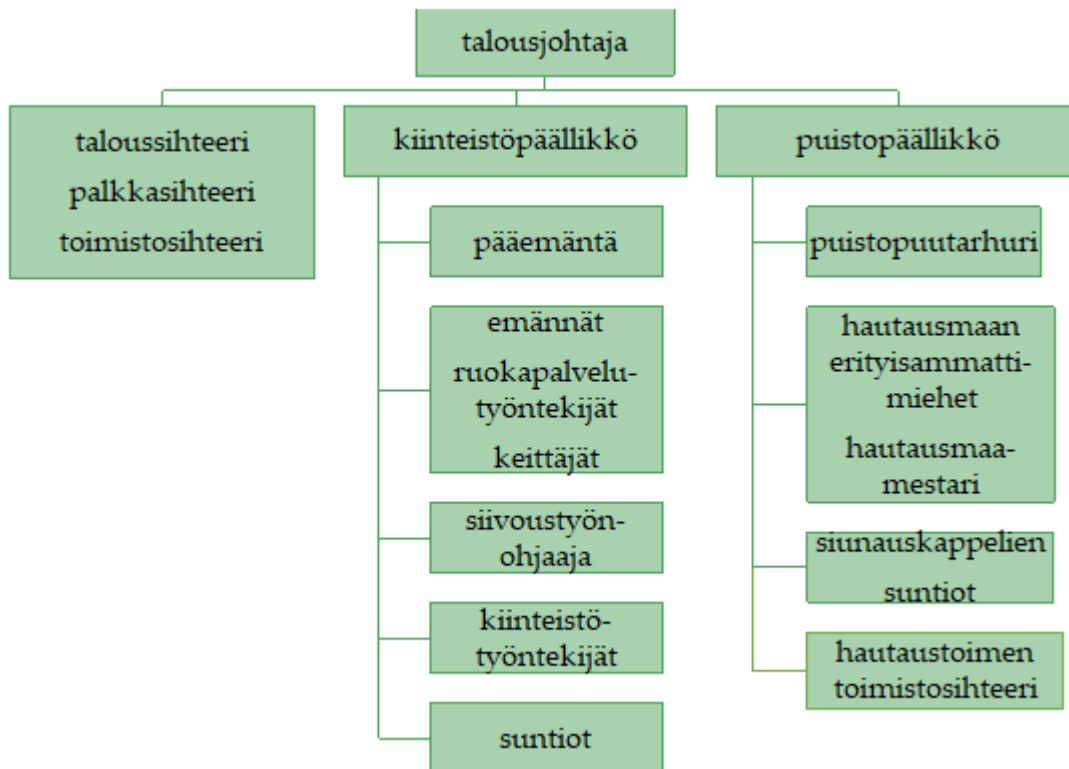 talousjohtaja
taloussihteeri
palkkasihteeri
toimistosihteeri
kiinteistöpäällikkö
pääemäntä
emännät
ruokapalvelu-
työntekijät
keittäjät
siivoustyön-
ohjaaja
kiinteistö-
työntekijät
suntiot
puistopäällikkö
puistopuutarhuri
hautausmaan
erityisammatti-
miehet
hautausmaa-
mestari
siunauskappelien
suntiot
hautaustoimen
toimistosihteeri